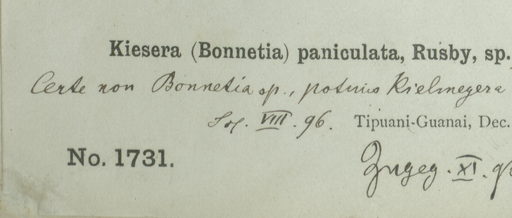 Kiesera (Bonnetia) paniculata, Rusby, sp.
Certe non Bonnetia sp., potius Kielmeyera
VIII. 96. Tipuani-Guanai, Dec.
No. 1731.
XI.